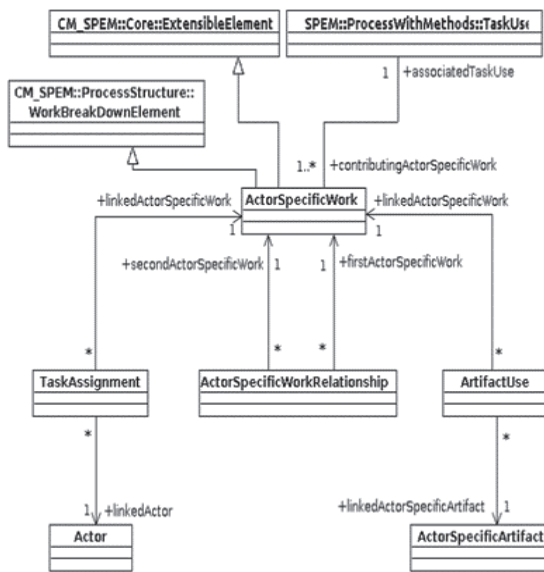 CM_SPEM::Core::ExtensibleElement
SPEM::ProcessWithMethods::TaskUse
1
+associatedTaskUse
CM_SPEM::ProcessStructure::
WorkBreakDownElement
1..*
+contributingActorSpecificWork
+linkedActorSpecificWork
ActorSpecificWork
+linkedActorSpecificWork
1
1
+secondActorSpecificWork
1
1
+firstActorSpecificWork
*
*
*
*
TaskAssignment
ActorSpecificWorkRelationship
ArtifactUse
*
*
1
+linkedActor
+linkedActorSpecificArtifact
1
Actor
ActorSpecificArtifact